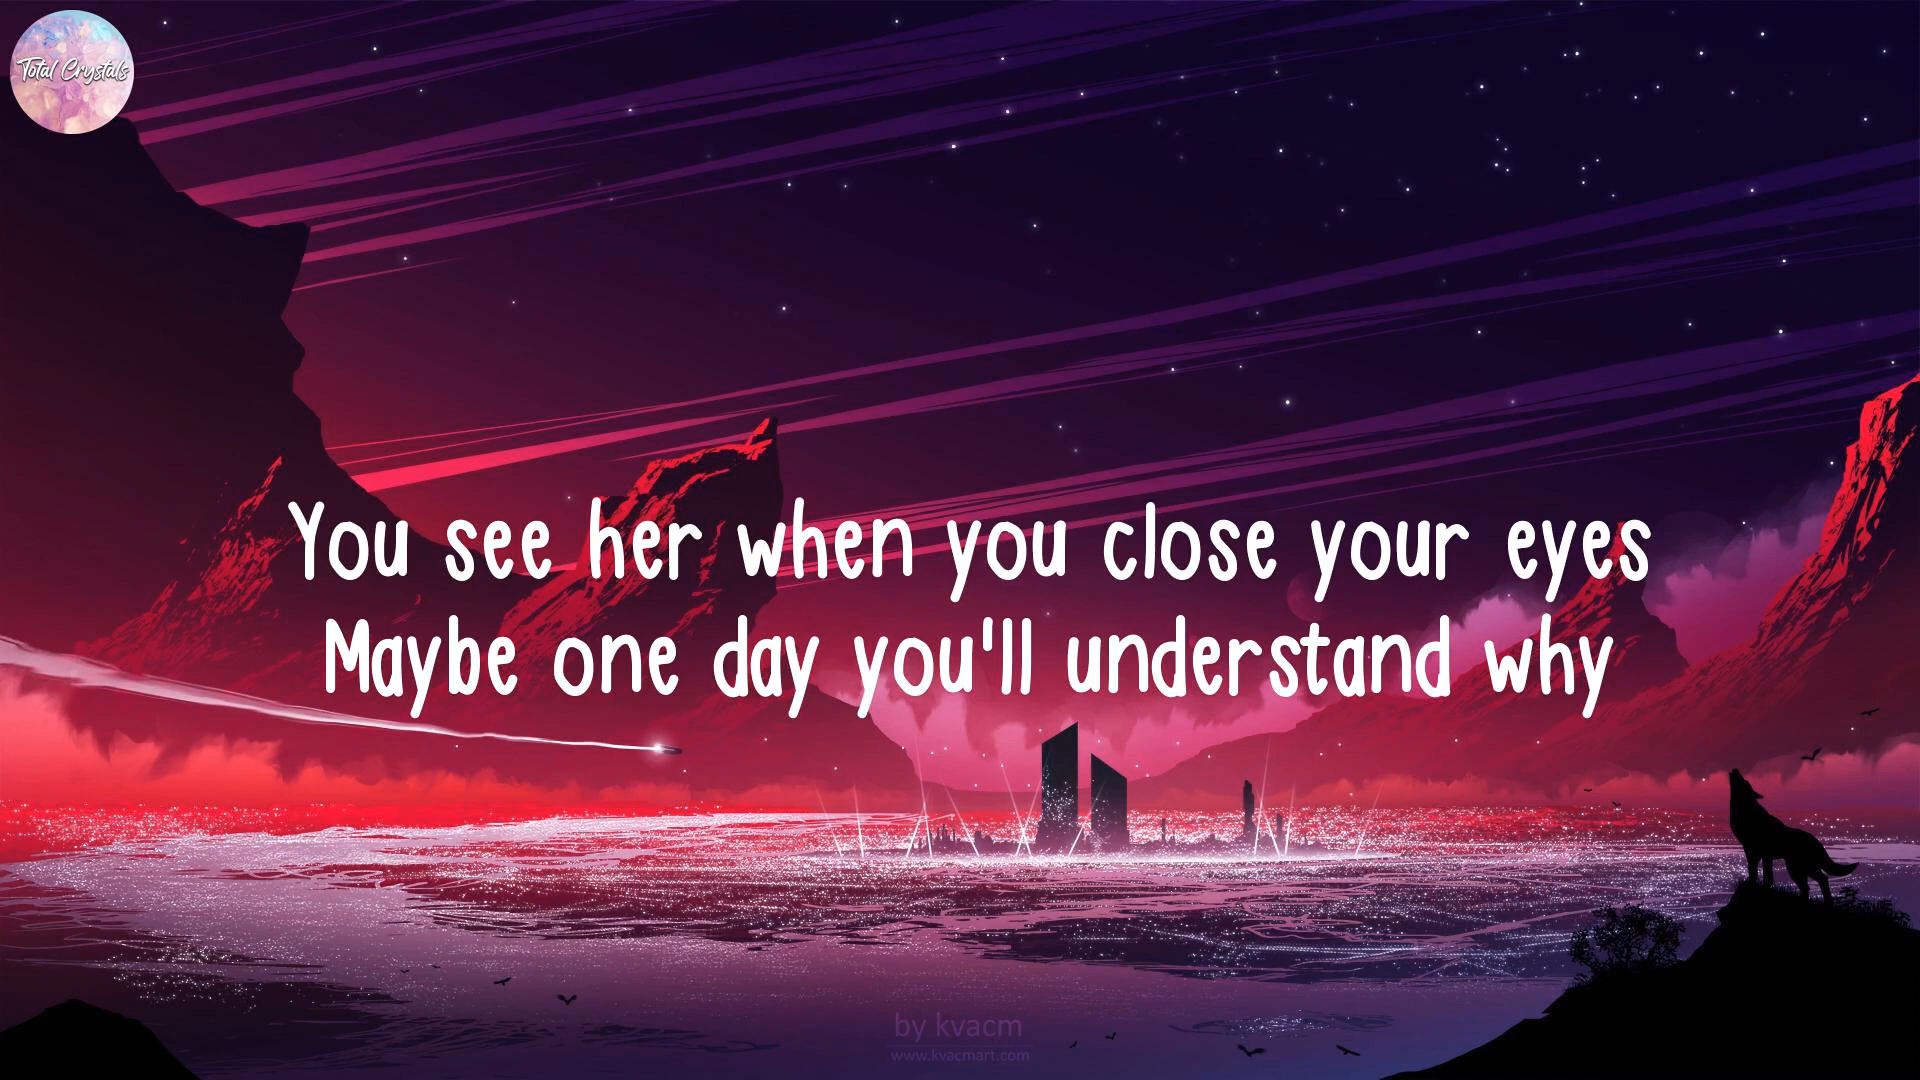 Total Crystals
You see her when you close your eyes
Maybe one day you'll understand why
by kvacm
www.kvacmart.com